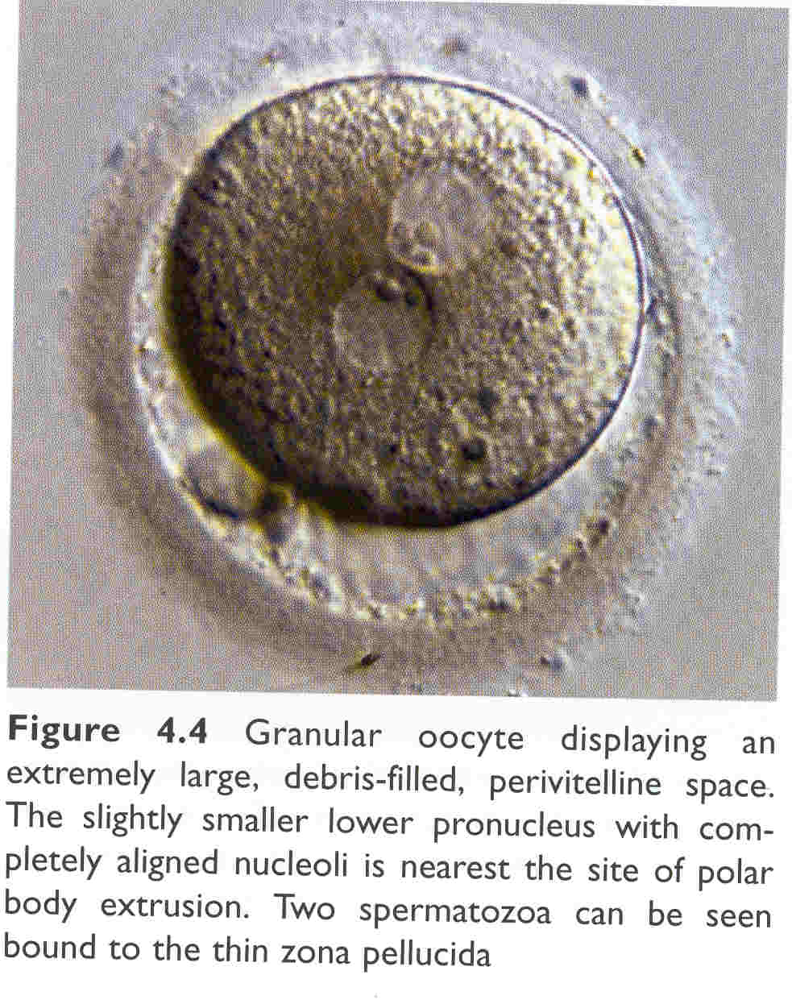 Figure 4.4 Granular oocyte displaying an
extremely large, debris-filled, perivitelline space.
The slightly smaller lower pronucleus with com-
pletely aligned nucleoli is nearest the site of polar
body extrusion. Two spermatozoa can be seen
bound to the thin zona pellucida